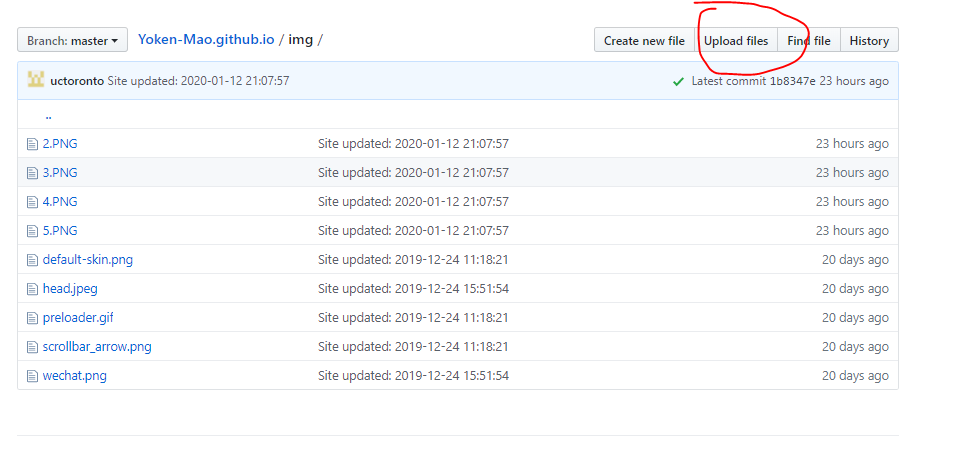 Branch: master Yoken-Mao.github.io / img / Create new file Upload files Find file History
uctoronto Site updated: 2020-01-12 21:07:57 Latest commit 1b8347e 23 hours ago
..
2.PNG Site updated: 2020-01-12 21:07:57 23 hours ago
3.PNG Site updated: 2020-01-12 21:07:57 23 hours ago
4.PNG Site updated: 2020-01-12 21:07:57 23 hours ago
5.PNG Site updated: 2020-01-12 21:07:57 23 hours ago
default-skin.png Site updated: 2019-12-24 11:18:21 20 days ago
head.jpeg Site updated: 2019-12-24 15:51:54 20 days ago
preloader.gif Site updated: 2019-12-24 11:18:21 20 days ago
scrollbar_arrow.png Site updated: 2019-12-24 11:18:21 20 days ago
wechat.png Site updated: 2019-12-24 15:51:54 20 days ago